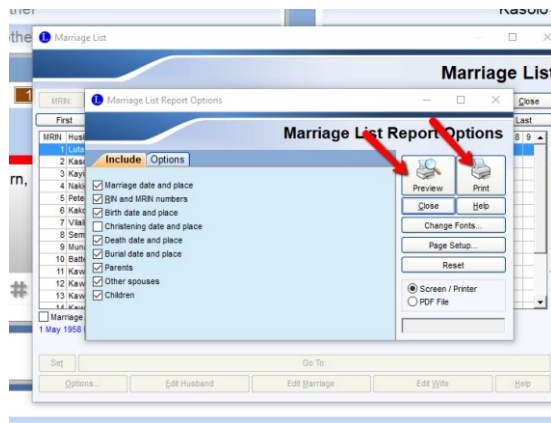 Marriage List
Marriage List
MRIN:
Close
First
Last
MRIN
8 9
1
2
3
4
5
6
7
8
9
10
11
12
13
14
Marriage List Report Options
Marriage List Report Options
Include Options
Marriage date and place
RIN and MRIN numbers
Birth date and place
Christening date and place
Death date and place
Burial date and place
Parents
Other spouses
Children
Preview Print
Close Help
Change Fonts...
Page Setup...
Reset
Screen / Printer
PDF File
1 May 1958
Set Go To:
Options... Edit Husband Edit Marriage Edit Wife Help
#